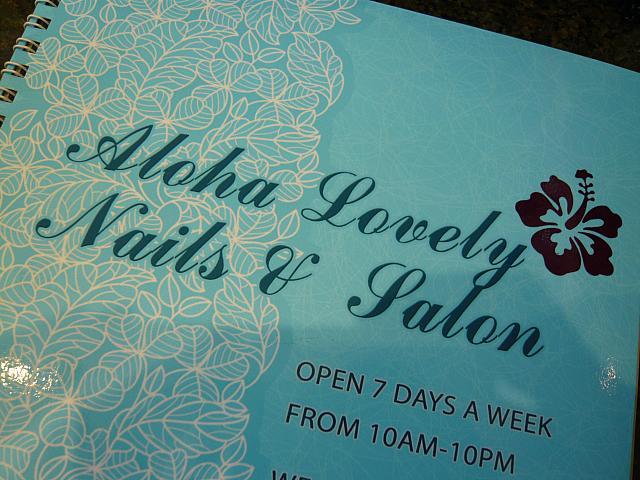 Aloha Lovely
Nails & Salon
OPEN 7 DAYS A WEEK
FROM 10AM-10PM